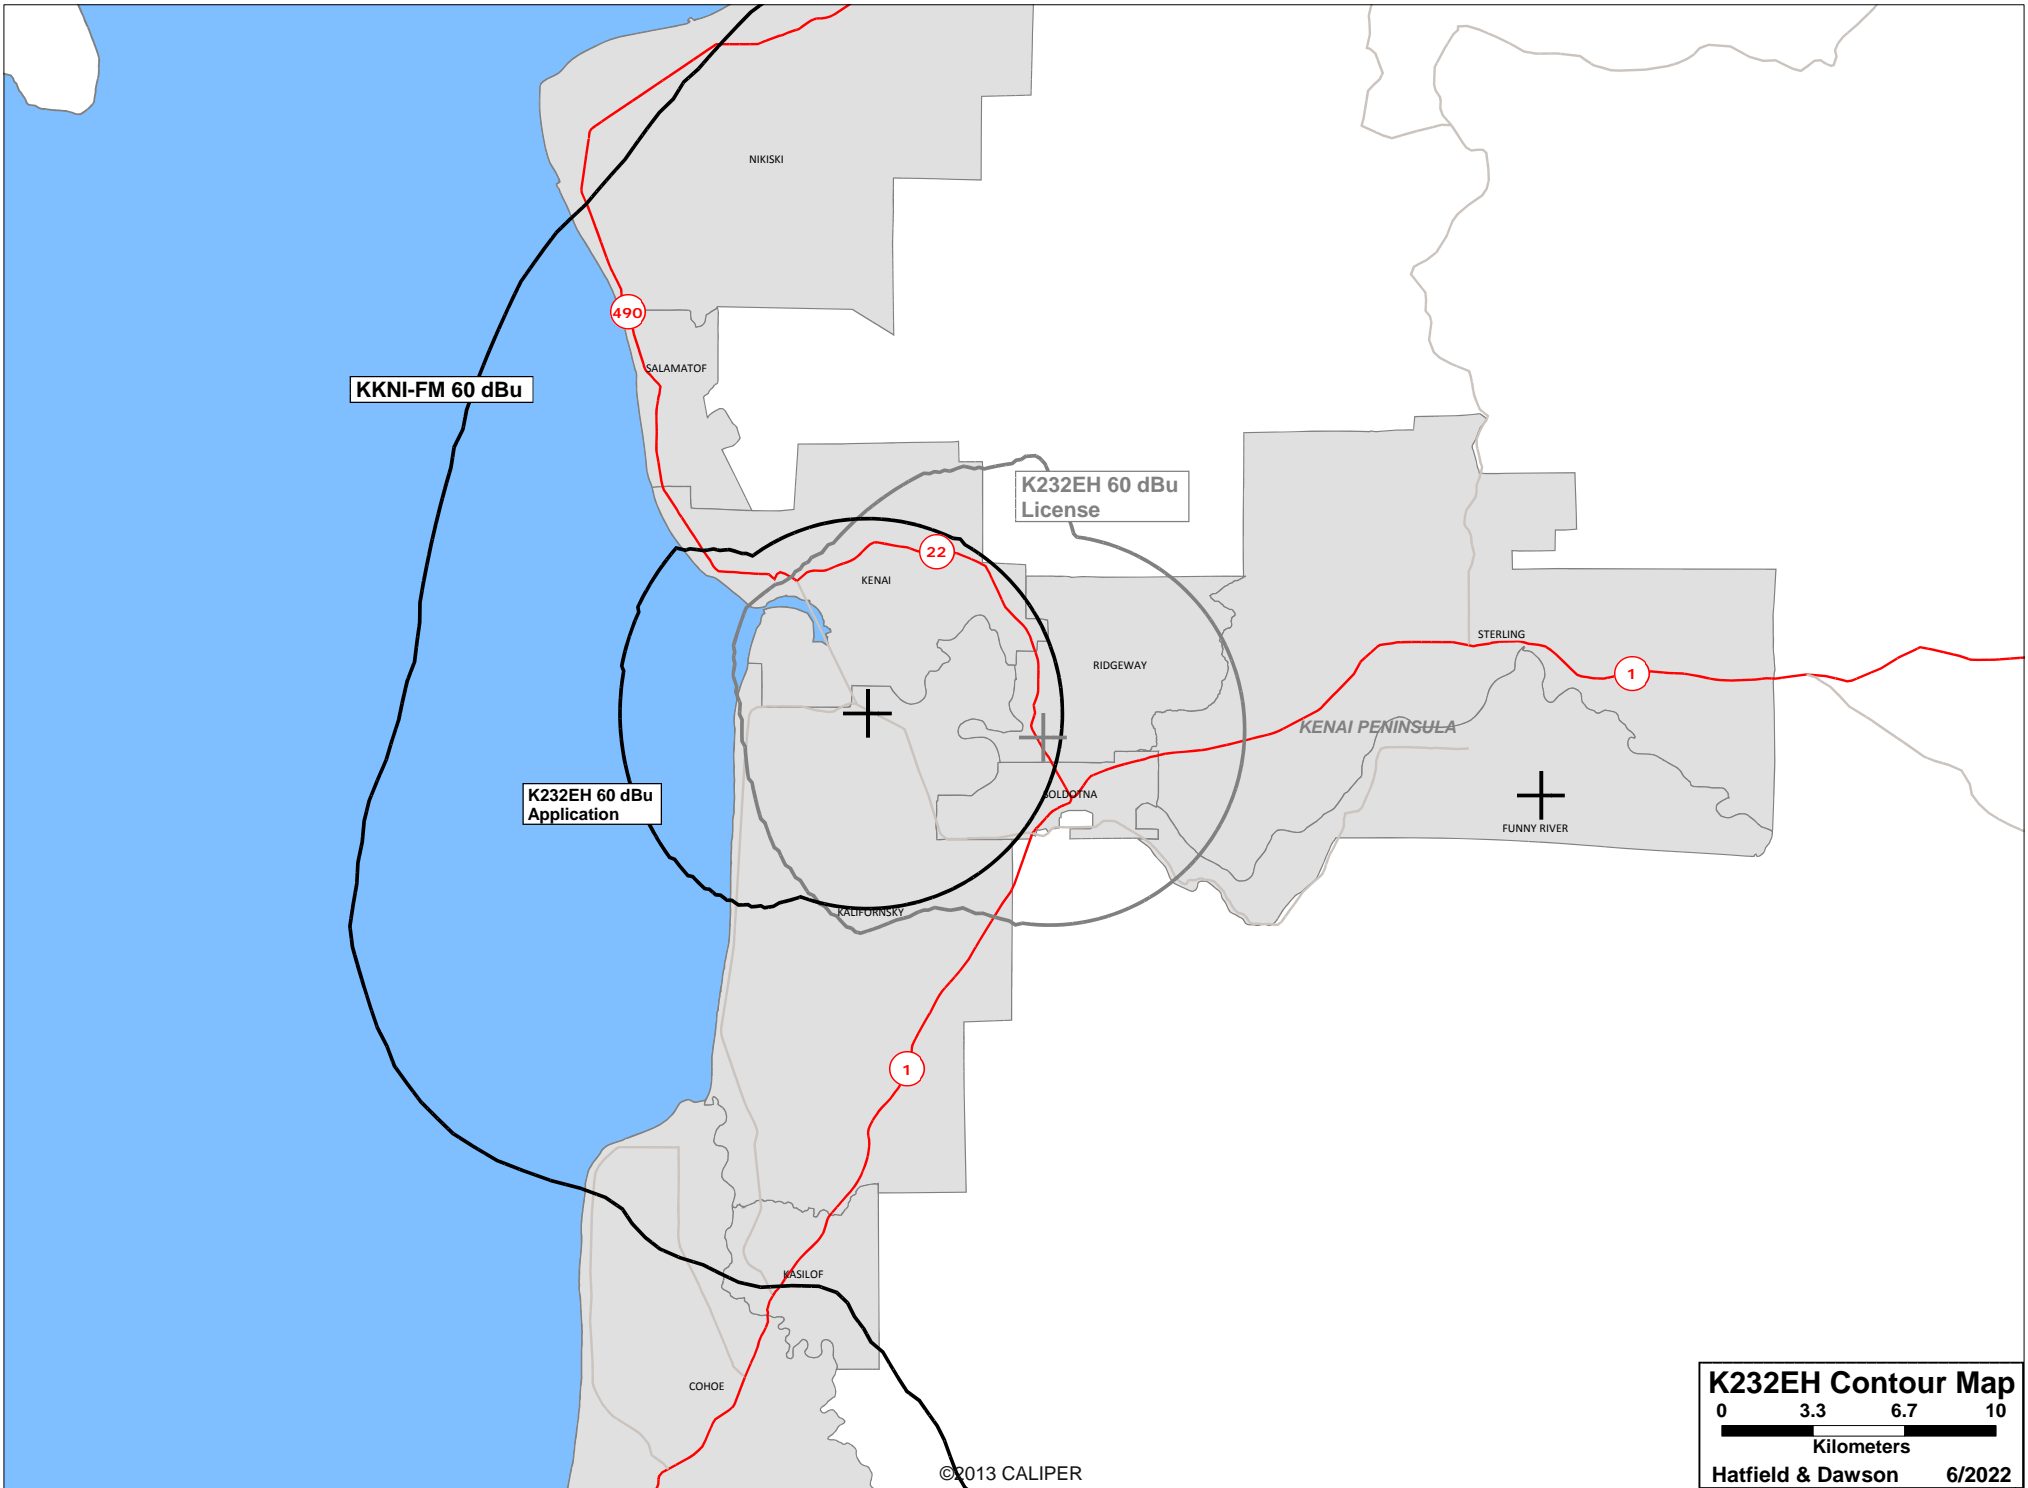 NIKISKI
490
SALAMATOF
KKNI-FM 60 dBu
K232EH 60 dBu
License
22
KENAI
STERLING
RIDGEWAY
1
KENAI PENINSULA
K232EH 60 dBu
Application
SOLDOTNA
FUNNY RIVER
KALIFORNSKY
1
KASILOF
COHOE
K232EH Contour Map
0 3.3 6.7 10
Kilometers
Hatfield & Dawson 6/2022
©2013 CALIPER